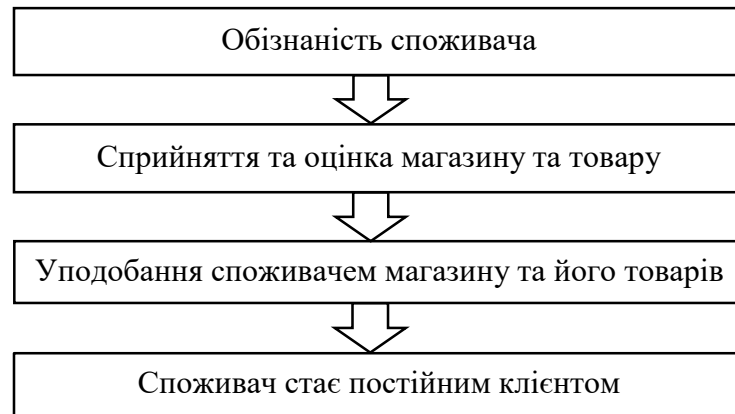 Обізнаність споживача
Сприйняття та оцінка магазину та товару
Уподобання споживачем магазину та його товарів
Споживач стає постійним клієнтом